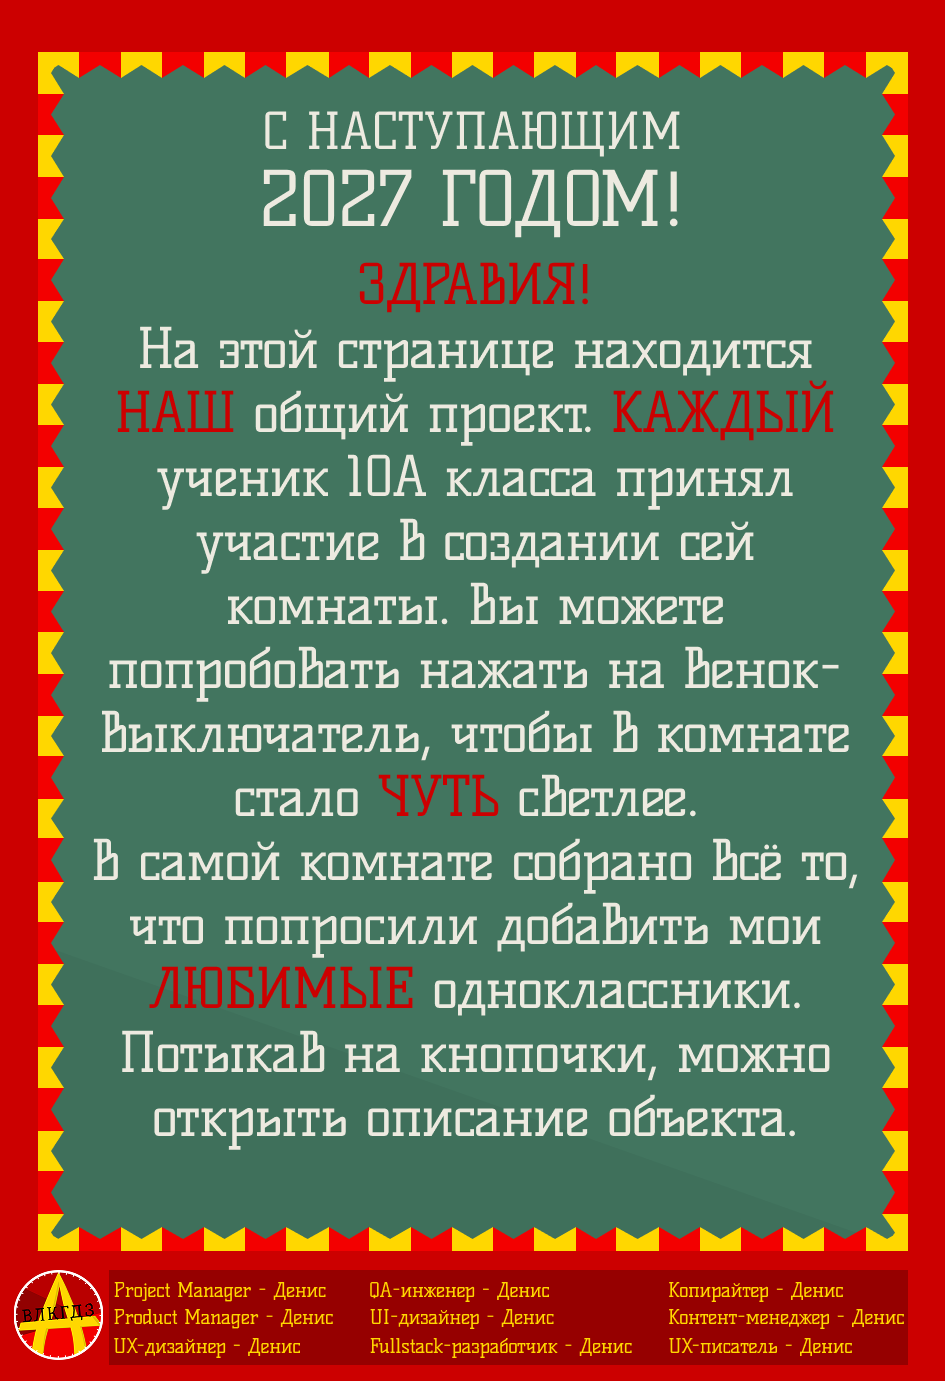 С НАСТУПАЮЩИМ
2027 ГОДОМ!
ЗДРАВИЯ!
На этой странице находится
НАШ общий проект. КАЖДЫЙ
ученик 10А класса принял
участие в создании сей
комнаты. Вы можете
попробовать нажать на венок-
выключатель, чтобы в комнате
стало ЧУТЬ светлее.
В самой комнате собрано всё то,
что попросили добавить мои
ЛЮБИМЫЕ одноклассники.
Потыкав на кнопочки, можно
открыть описание объекта.
ВЛКГДЗ
Project Manager - Денис
Product Manager - Денис
UX-дизайнер - Денис
QA-инженер - Денис
UI-дизайнер - Денис
Fullstack-разработчик - Денис
Копирайтер - Денис
Контент-менеджер - Денис
UX-писатель - Денис